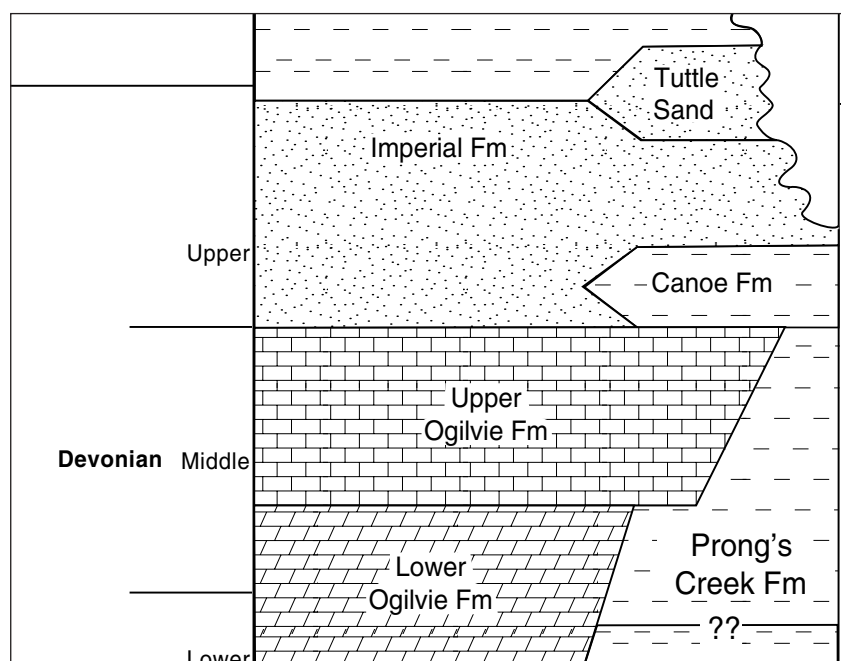 Tuttle
Sand
Imperial Fm
Upper
Canoe Fm
Upper
Ogilvie Fm
Devonian Middle
Prong's
Creek Fm
Lower
Ogilvie Fm
??
Lower